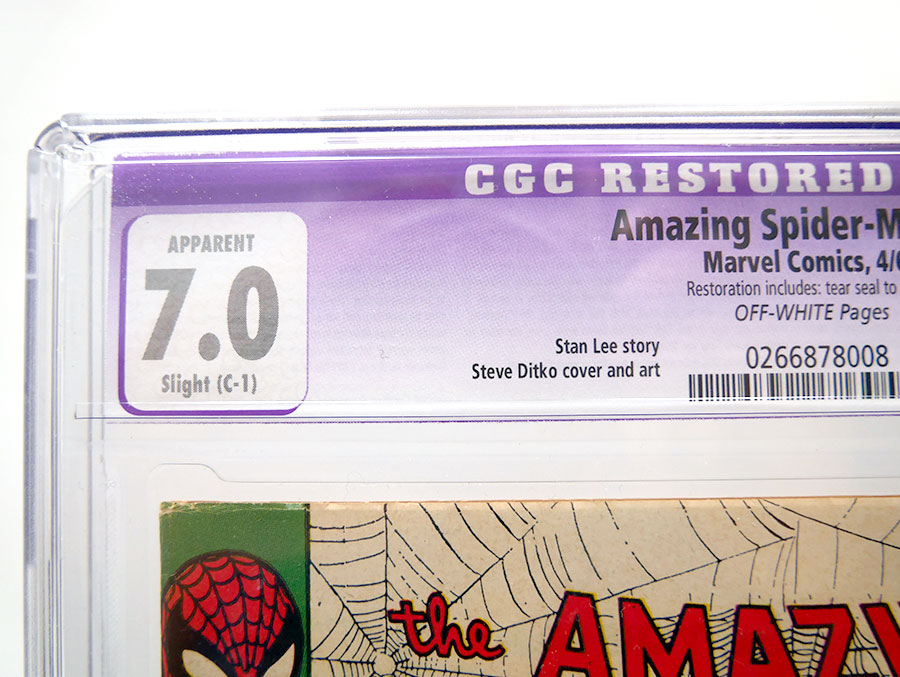 CGC RESTORED
APPARENT
7.0
Slight (C-1)
Amazing Spider-M
Marvel Comics, 4/6
Restoration includes: tear seal to
OFF-WHITE Pages
Stan Lee story
Steve Ditko cover and art
0266878008
the AMAZ